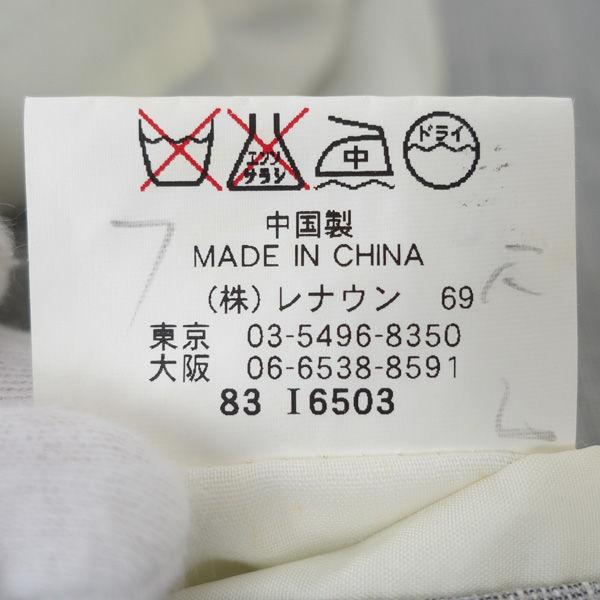 エンソ
サラシ
中
ドライ
中国製
MADE IN CHINA
(株) レナウン 69
東京 03-5496-8350
大阪 06-6538-8591
83 I6503